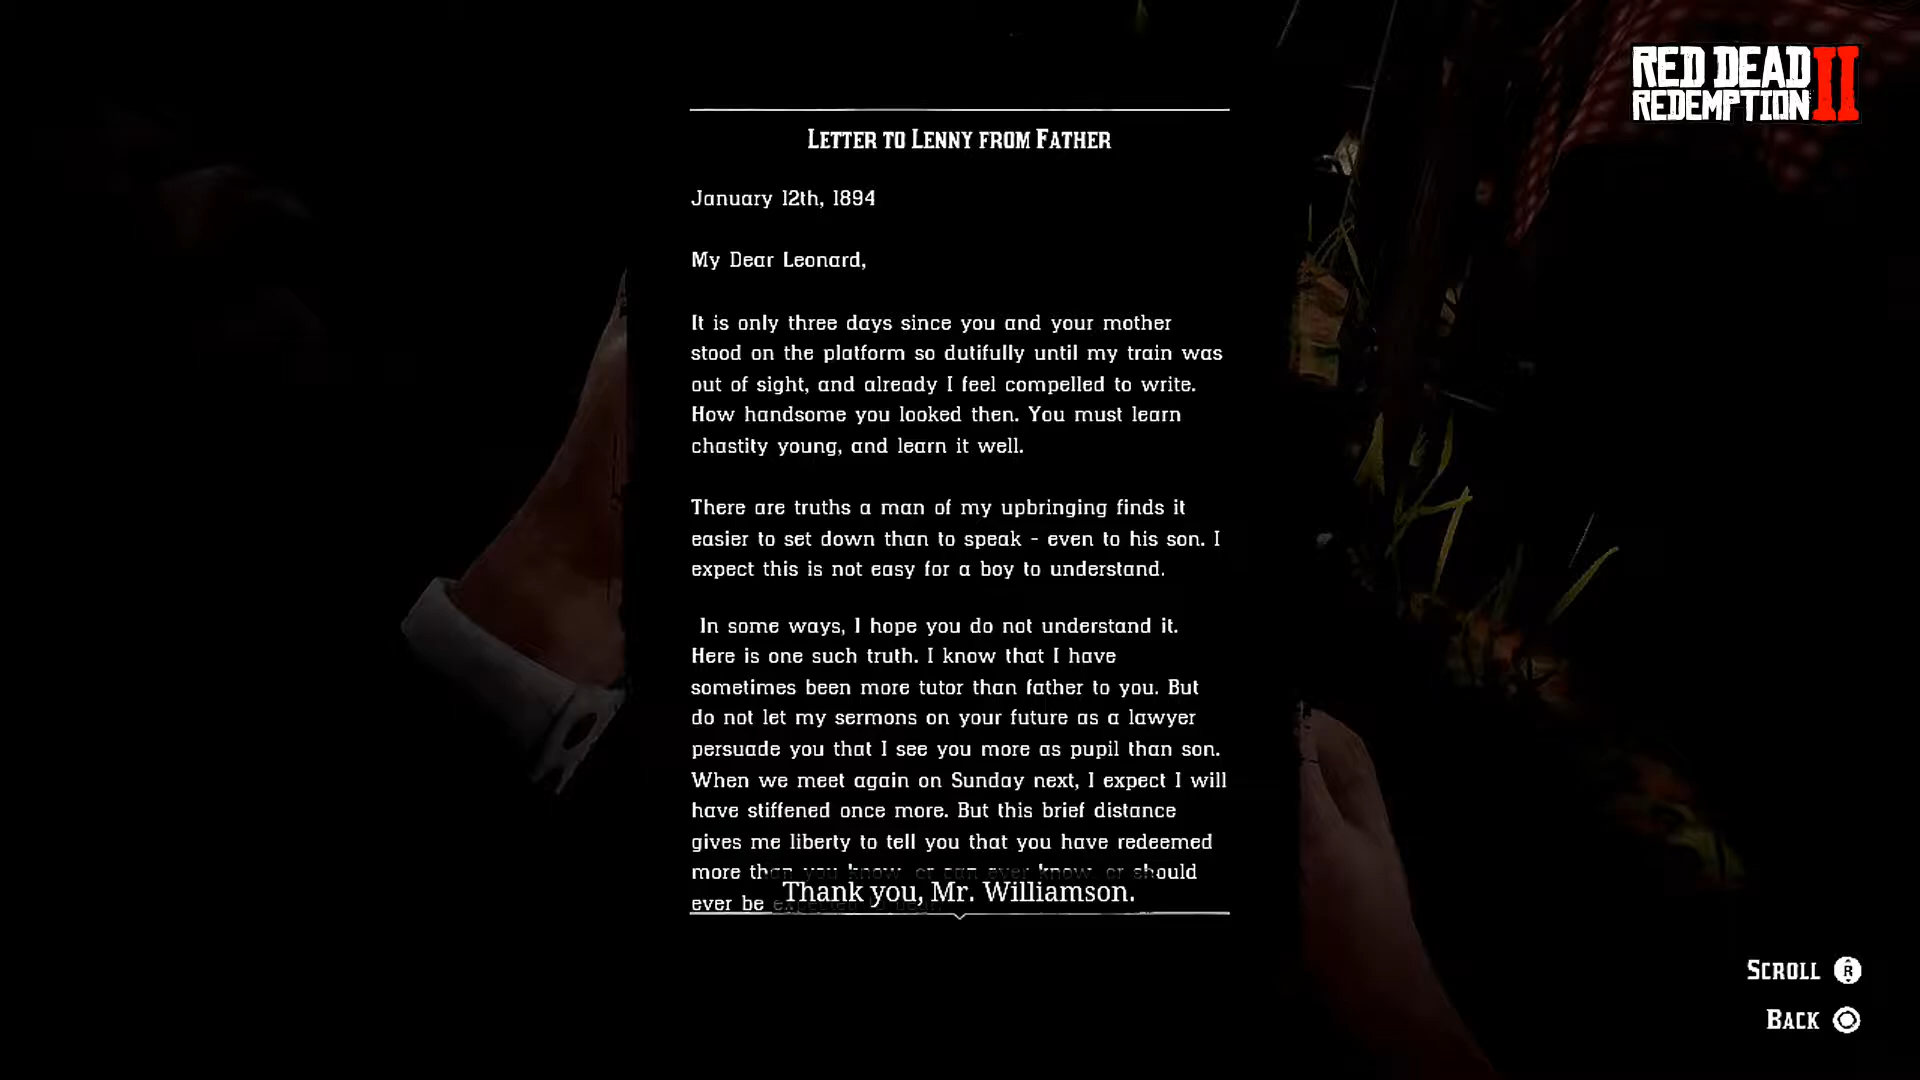 RED DEAD
REDEMPTION II
Letter to Lenny from Father
January 12th, 1894
My Dear Leonard,
It is only three days since you and your mother
stood on the platform so dutifully until my train was
out of sight, and already I feel compelled to write.
How handsome you looked then. You must learn
chastity young, and learn it well.
There are truths a man of my upbringing finds it
easier to set down than to speak - even to his son. I
expect this is not easy for a boy to understand.
In some ways, I hope you do not understand it.
Here is one such truth. I know that I have
sometimes been more tutor than father to you. But
do not let my sermons on your future as a lawyer
persuade you that I see you more as pupil than son.
When we meet again on Sunday next, I expect I will
have stiffened once more. But this brief distance
gives me liberty to tell you that you have redeemed
more than you know or can ever know or should
ever be
Thank you, Mr. Williamson.
Scroll R
Back